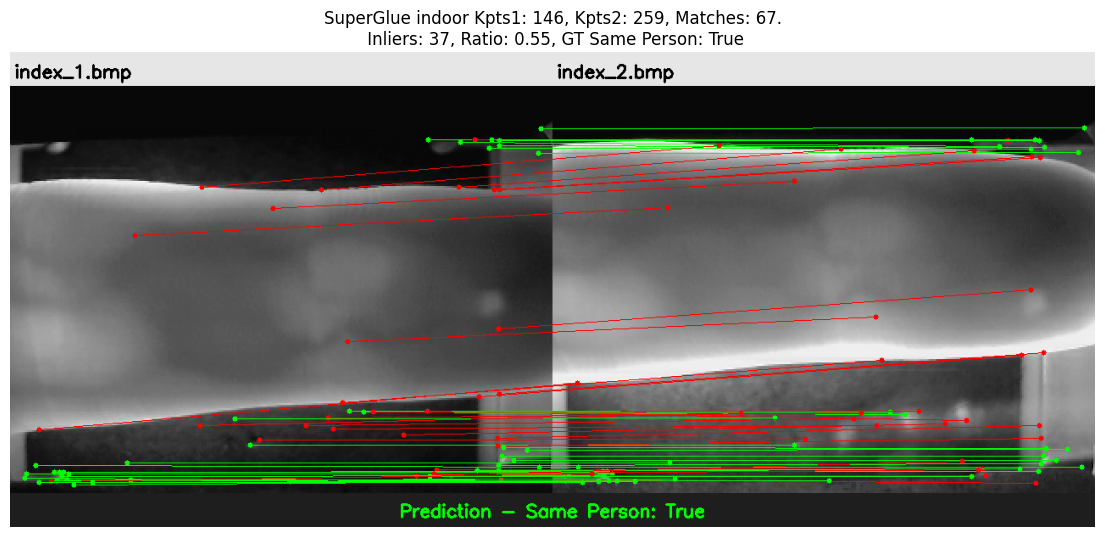 SuperGlue indoor Kpts1: 146, Kpts2: 259, Matches: 67.
Inliers: 37, Ratio: 0.55, GT Same Person: True
index_1.bmp
index_2.bmp
Prediction - Same Person: True